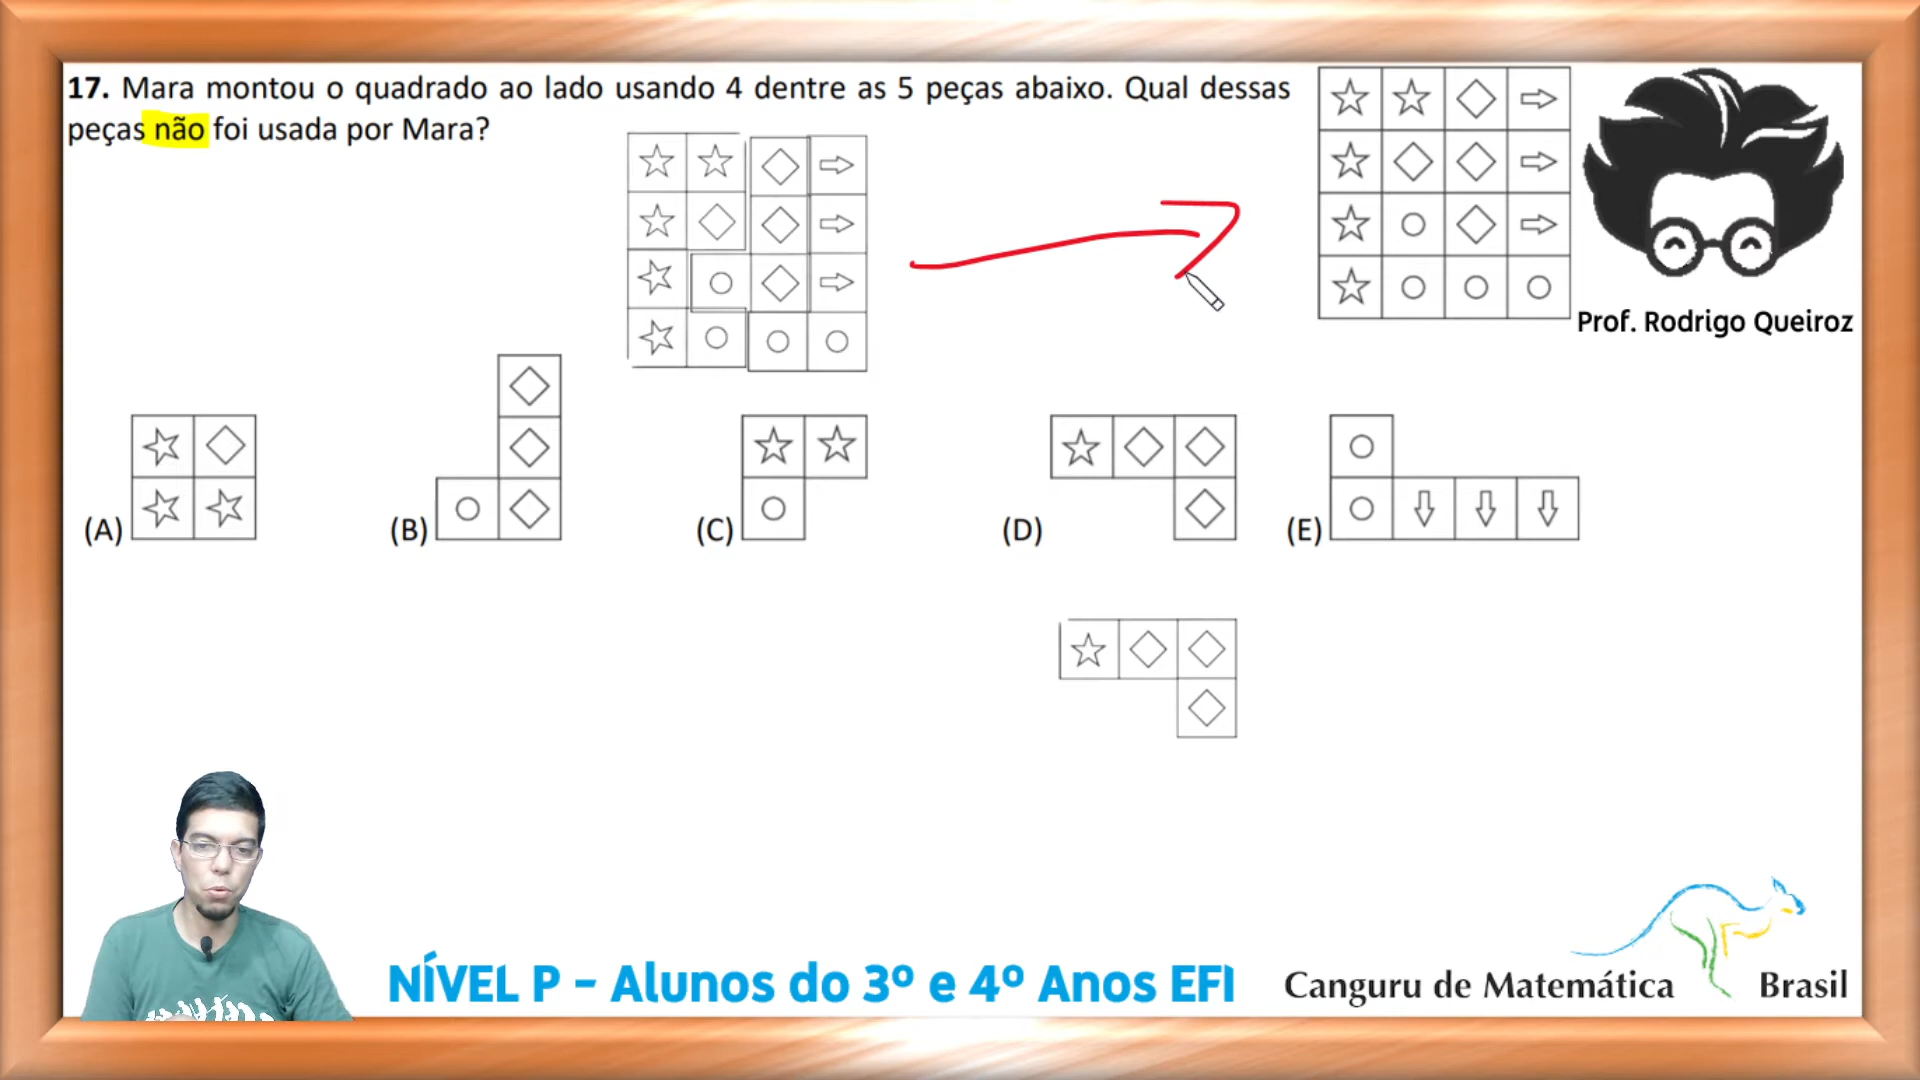 17. Mara montou o quadrado ao lado usando 4 dentre as 5 peças abaixo. Qual dessas
peças não foi usada por Mara?
Prof. Rodrigo Queiroz
(A)
(B)
(C)
(D)
(E)
NÍVEL P - Alunos do 3º e 4º Anos EFI
Canguru de Matemática Brasil